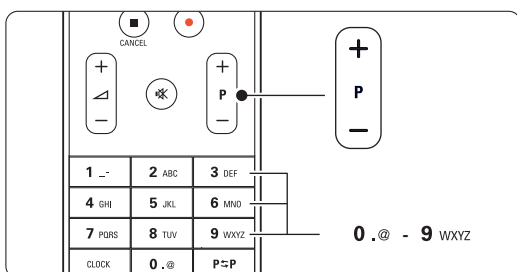 CANCEL
+ +
P
− −
+
P
−
1 _- 2 ABC 3 DEF
4 GHI 5 JKL 6 MNO
7 PQRS 8 TUV 9 WXYZ
0 .@ - 9 WXYZ
CLOCK 0 .@ P⇆P